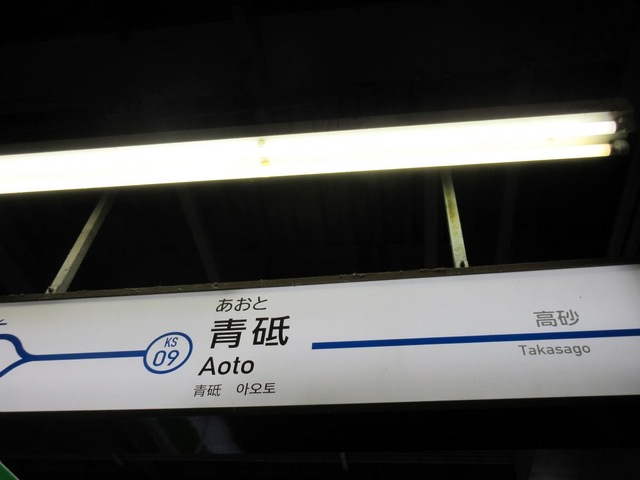 KS
09
あおと
青砥
Aoto
青砥 아오토
高砂
Takasago